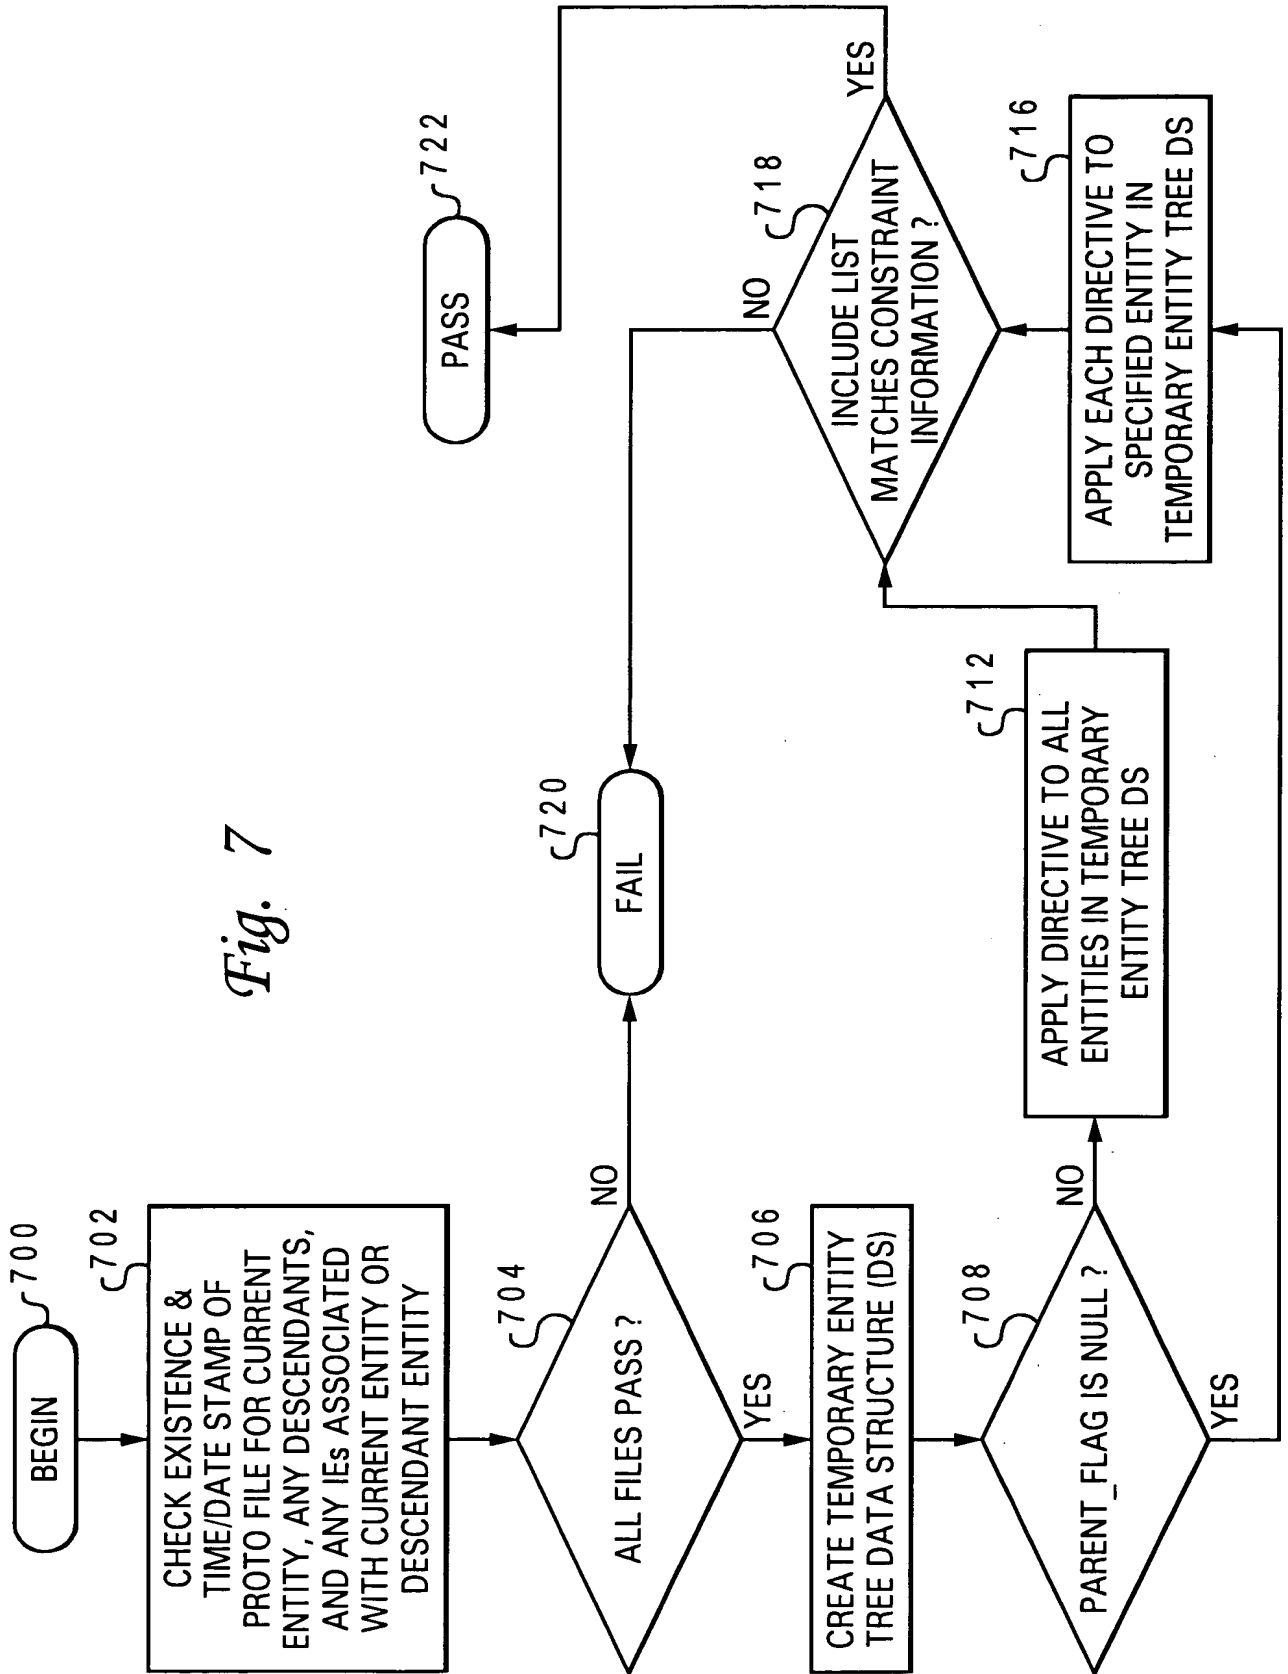 Fig. 7
BEGIN
700
CHECK EXISTENCE &
TIME/DATE STAMP OF
PROTO FILE FOR CURRENT
ENTITY, ANY DESCENDANTS,
AND ANY IEs ASSOCIATED
WITH CURRENT ENTITY OR
DESCENDANT ENTITY
702
ALL FILES PASS ?
704
NO
YES
FAIL
720
CREATE TEMPORARY ENTITY
TREE DATA STRUCTURE (DS)
706
PARENT_FLAG IS NULL ?
708
NO
YES
APPLY DIRECTIVE TO ALL
ENTITIES IN TEMPORARY
ENTITY TREE DS
712
APPLY EACH DIRECTIVE TO
SPECIFIED ENTITY IN
TEMPORARY ENTITY TREE DS
716
INCLUDE LIST
MATCHES CONSTRAINT
INFORMATION ?
718
NO
YES
PASS
722